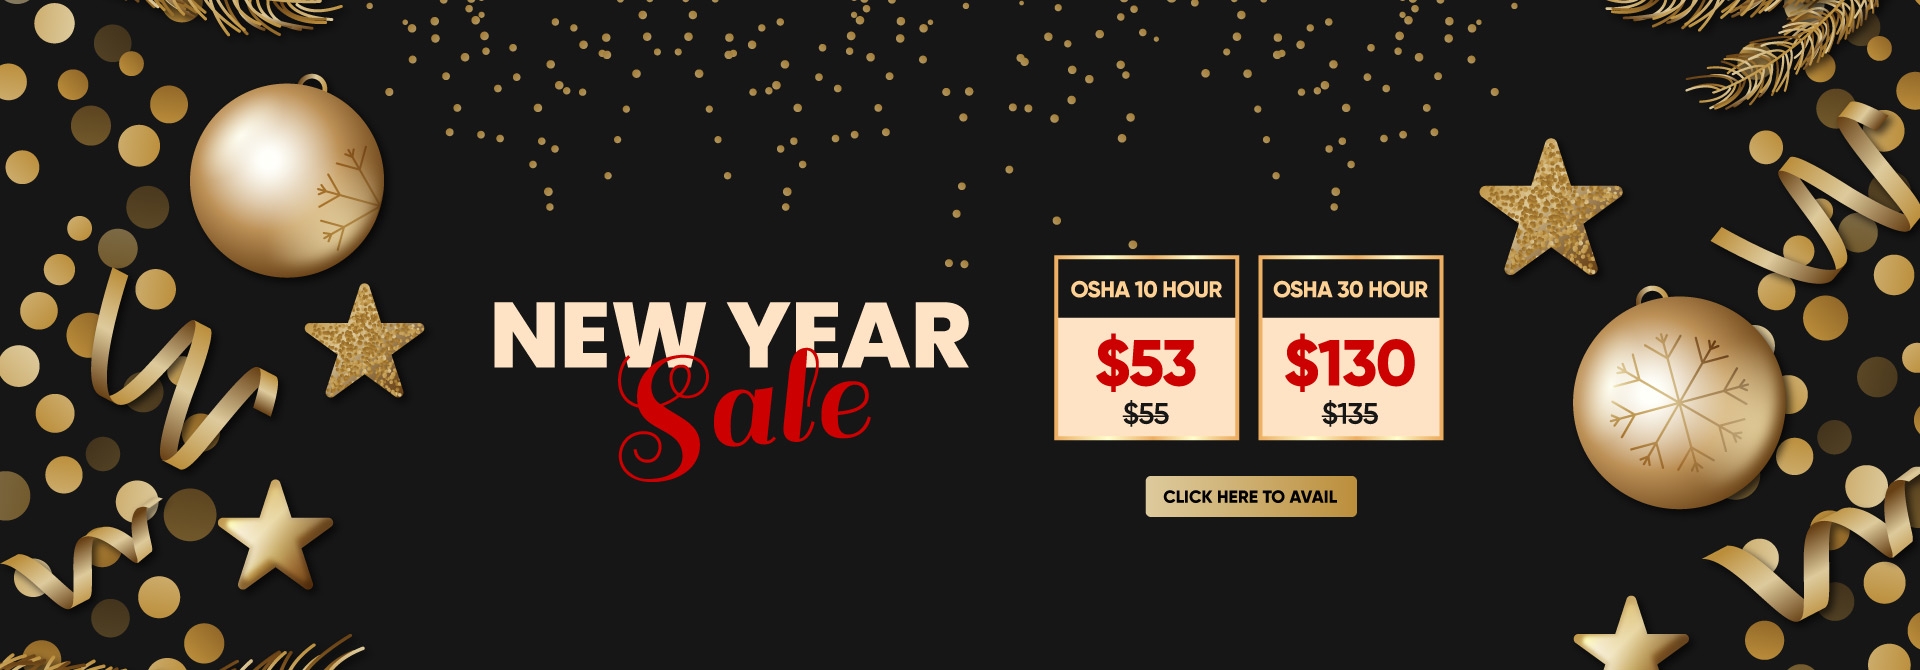 NEW YEAR
Sale
OSHA 10 HOUR
$53
$55
OSHA 30 HOUR
$130
$135
CLICK HERE TO AVAIL